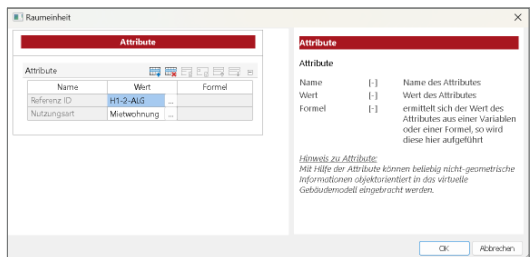 Raumeinheit
Attribute
Attribute
Name Wert Formel
Referenz ID H1-2-ALG ...
Nutzungsart Mietwohnung ...
Attribute
Attribute
Name [-] Name des Attributes
Wert [-] Wert des Attributes
Formel [-] ermittelt sich der Wert des
Attributes aus einer Variablen
oder einer Formel, so wird
diese hier aufgeführt
Hinweis zu Attribute:
Mit Hilfe der Attribute können beliebig nicht-geometrische
Informationen objektorientiert in das virtuelle
Gebäudemodell eingebracht werden.
OK Abbrechen